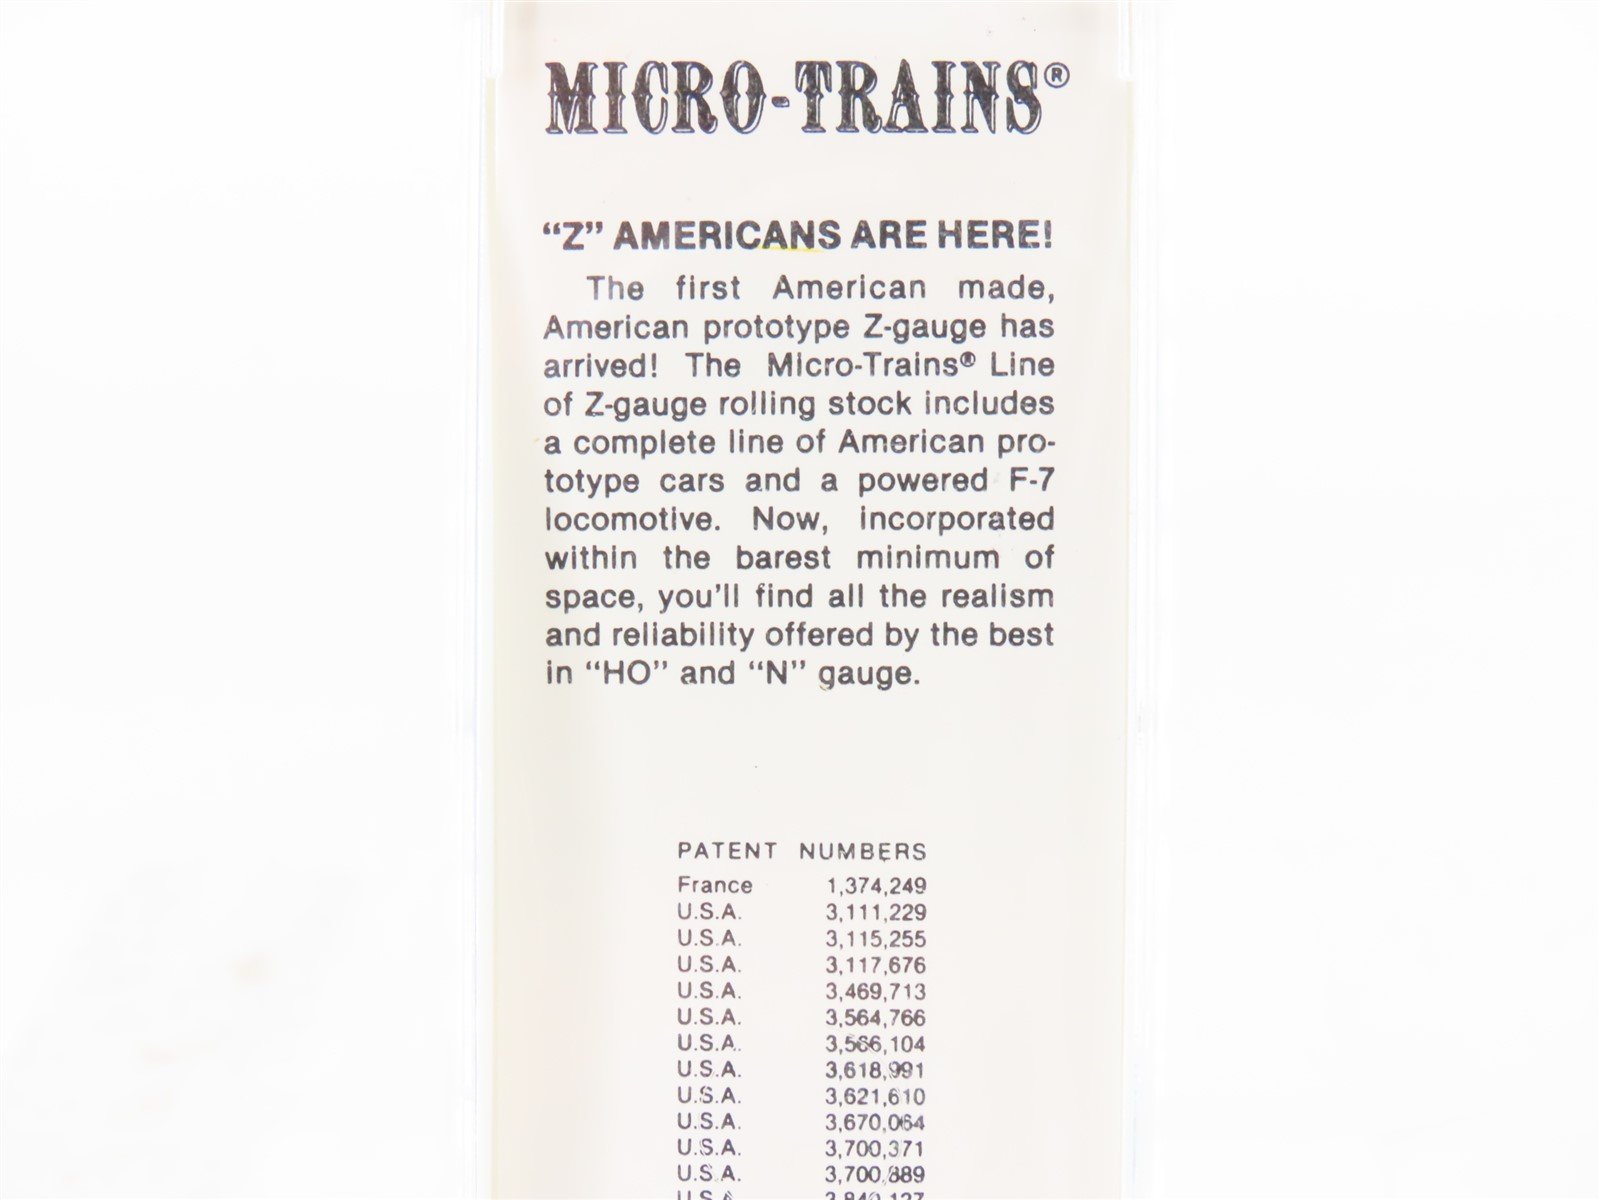 MICRO-TRAINS®
“Z” AMERICANS ARE HERE!
The first American made,
American prototype Z-gauge has
arrived! The Micro-Trains® Line
of Z-gauge rolling stock includes
a complete line of American pro-
totype cars and a powered F-7
locomotive. Now, incorporated
within the barest minimum of
space, you'll find all the realism
and reliability offered by the best
in “HO” and “N” gauge.
PATENT NUMBERS
France 1,374,249
U.S.A. 3,111,229
U.S.A. 3,115,255
U.S.A. 3,117,676
U.S.A. 3,469,713
U.S.A. 3,564,766
U.S.A. 3,566,104
U.S.A. 3,618,991
U.S.A. 3,621,610
U.S.A. 3,670,064
U.S.A. 3,700,371
U.S.A. 3,700,889
U.S.A.